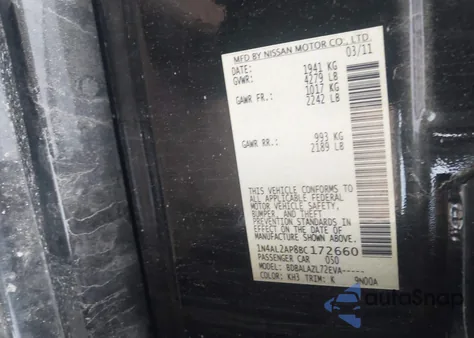 MFD BY NISSAN MOTOR CO., LTD.
DATE: 03/11
GVWR: 1941 KG
4279 LB
GAWR FR.: 1017 KG
2242 LB
GAWR RR.: 993 KG
2189 LB
THIS VEHICLE CONFORMS TO
ALL APPLICABLE FEDERAL
MOTOR VEHICLE SAFETY,
BUMPER, AND THEFT
PREVENTION STANDARDS IN
EFFECT ON THE DATE OF
MANUFACTURE SHOWN ABOVE.
1N4AL2AP8BC172660
PASSENGER CAR 050
MODEL: BDBALAZL72EVA-----
COLOR: KH3 TRIM: K 9N00A
autoSnap